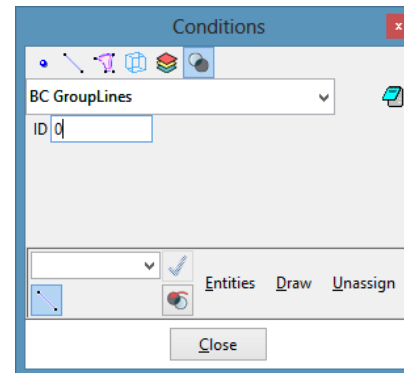 Conditions
x
BC GroupLines
ID 0
Entities Draw Unassign
Close